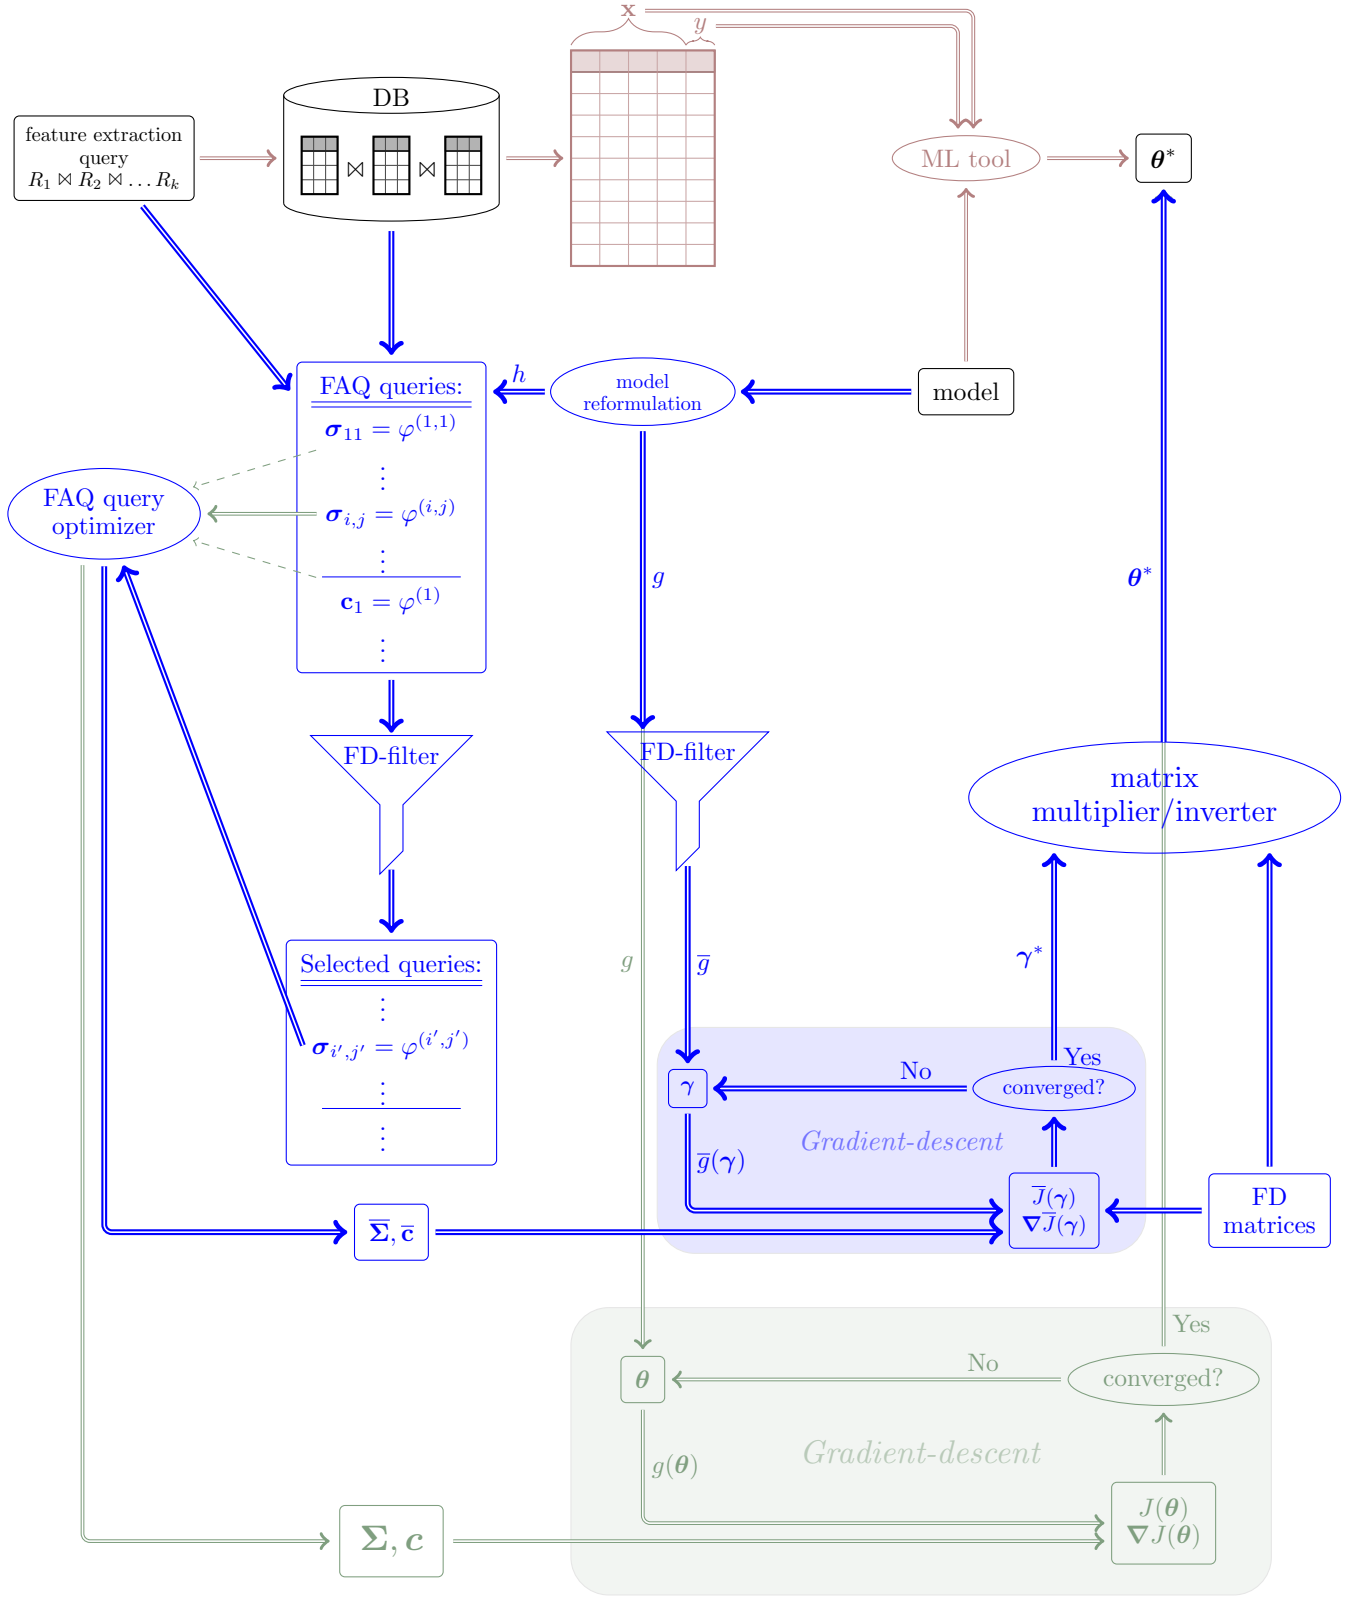 x
y
DB
feature extraction
query
R₁ ⋈ R₂ ⋈ … Rₖ
⋈ ⋈
ML tool
θ*
FAQ queries:
h
model
reformulation
model
σ₁₁ = φ^(1,1)
⋮
FAQ query
optimizer
σ_{i,j} = φ^(i,j)
⋮
c₁ = φ^(1)
⋮
g
θ*
FD-filter
FD-filter
matrix
multiplier/inverter
Selected queries:
⋮
σ_{i′,j′} = φ^(i′,j′)
⋮
⋮
g
g̅
γ*
Yes
No
γ
converged?
Gradient-descent
g̅(γ)
J̅(γ)
∇J̅(γ)
FD
matrices
Σ̅, c̅
Yes
No
θ
converged?
Gradient-descent
g(θ)
J(θ)
∇J(θ)
Σ, c